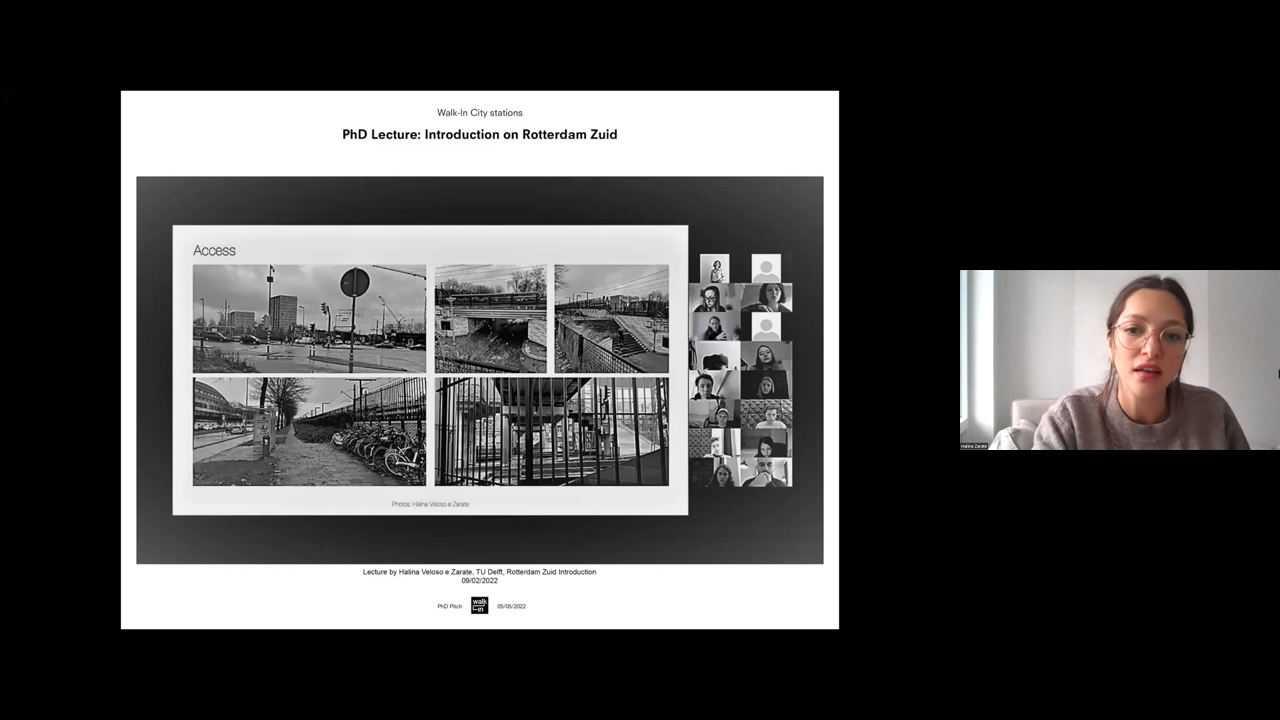 Walk-In City stations
PhD Lecture: Introduction on Rotterdam Zuid
Access
Photos: Halina Veloso e Zarate
Lecture by Halina Veloso e Zarate, TU Delft, Rotterdam Zuid Introduction
09/02/2022
PhD Pitch
walk
in
05/05/2022
Halina Zarate